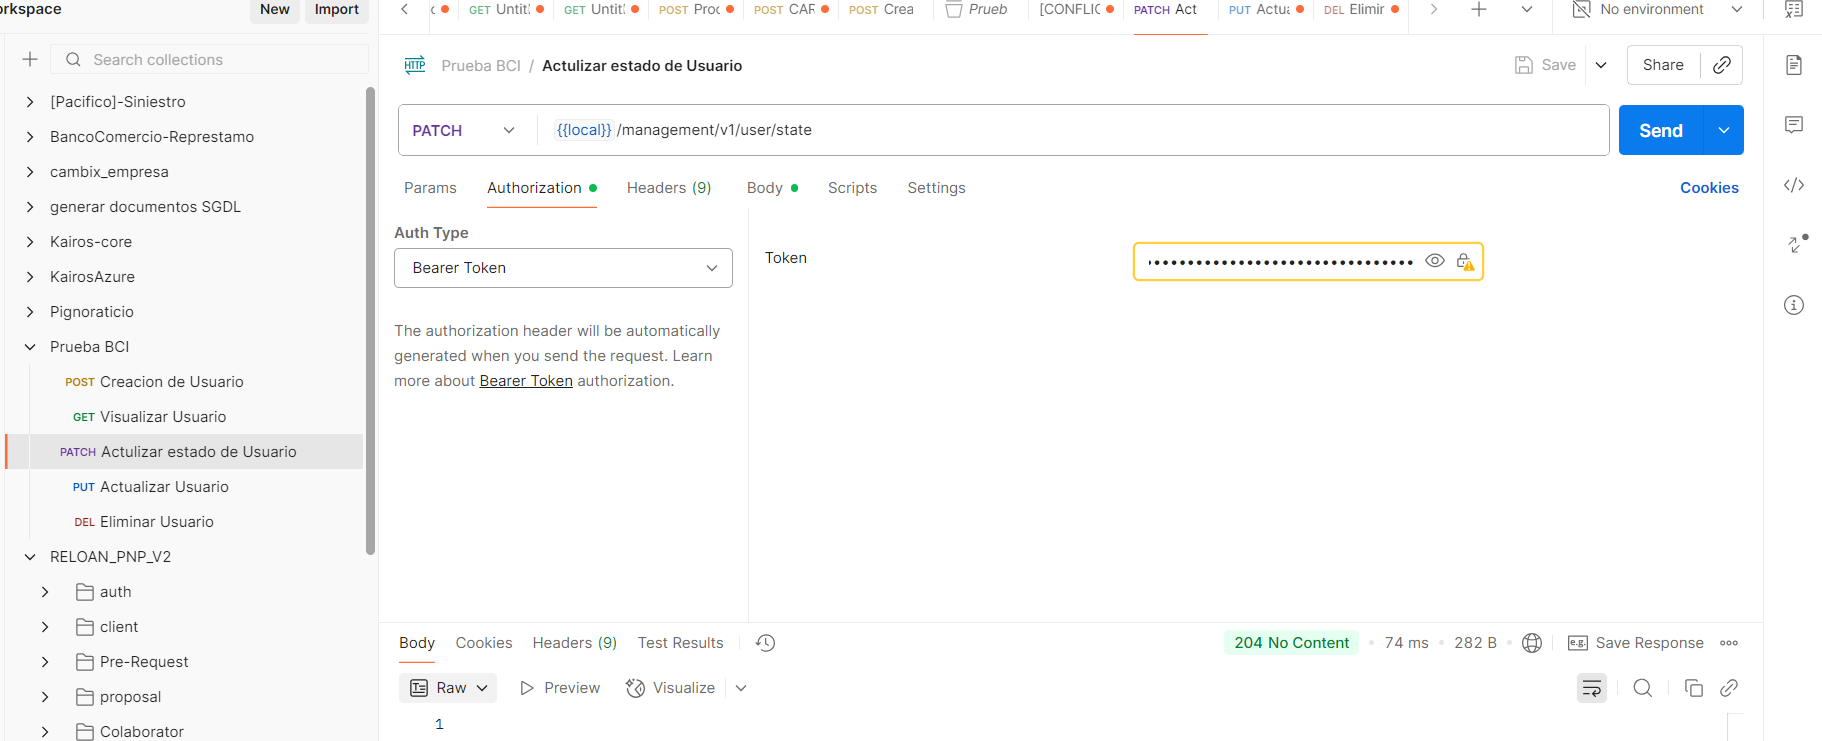 orkspace New Import
GET Untitl GET Untitl POST Proc POST CAR POST Crea Prueb [CONFLIC PATCH Act PUT Actua DEL Elimir No environment
Search collections
Prueba BCI / Actulizar estado de Usuario Save Share
[Pacifico]-Siniestro
BancoComercio-Represtamo
cambix_empresa
generar documentos SGDL
Kairos-core
KairosAzure
Pignoraticio
Prueba BCI
POST Creacion de Usuario
GET Visualizar Usuario
PATCH Actulizar estado de Usuario
PUT Actualizar Usuario
DEL Eliminar Usuario
RELOAN_PNP_V2
auth
client
Pre-Request
proposal
Colaborator
PATCH {{local}}/management/v1/user/state Send
Params Authorization Headers (9) Body Scripts Settings Cookies
Auth Type
Bearer Token
The authorization header will be automatically
generated when you send the request. Learn
more about Bearer Token authorization.
Token
Body Cookies Headers (9) Test Results 204 No Content 74 ms 282 B e.g. Save Response
Raw Preview Visualize
1